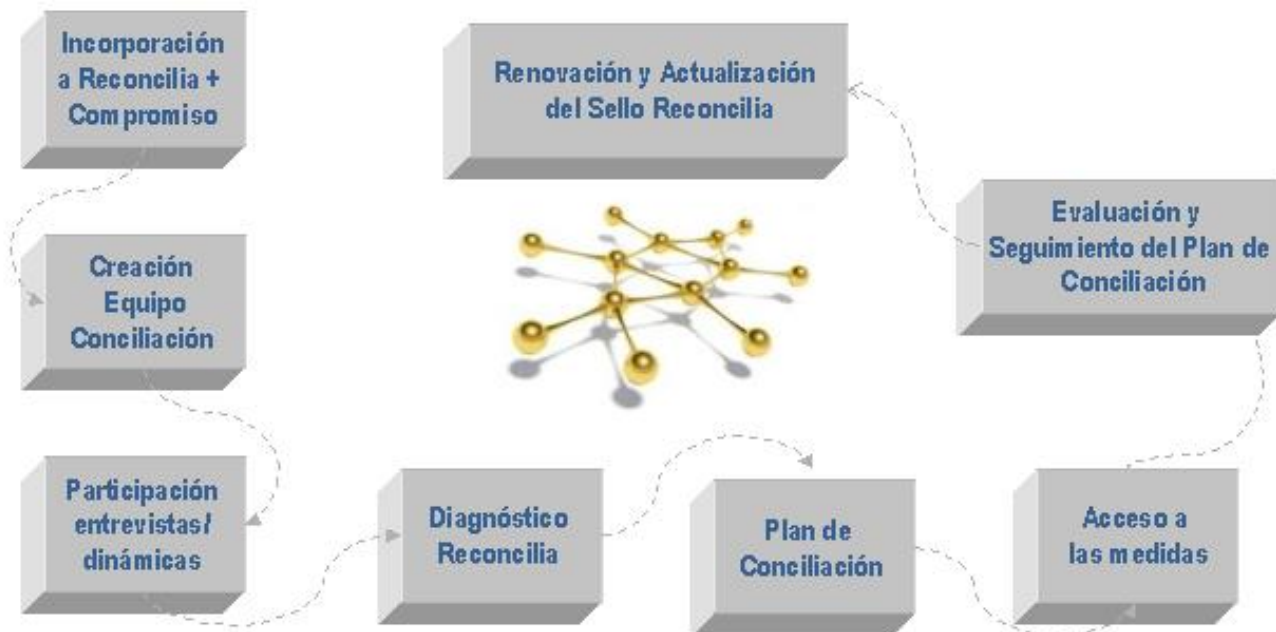 Incorporación
a Reconcilia +
Compromiso
Creación
Equipo
Conciliación
Participación
entrevistas/
dinámicas
Diagnóstico
Reconcilia
Plan de
Conciliación
Acceso a
las medidas
Evaluación y
Seguimiento del Plan de
Conciliación
Renovación y Actualización
del Sello Reconcilia